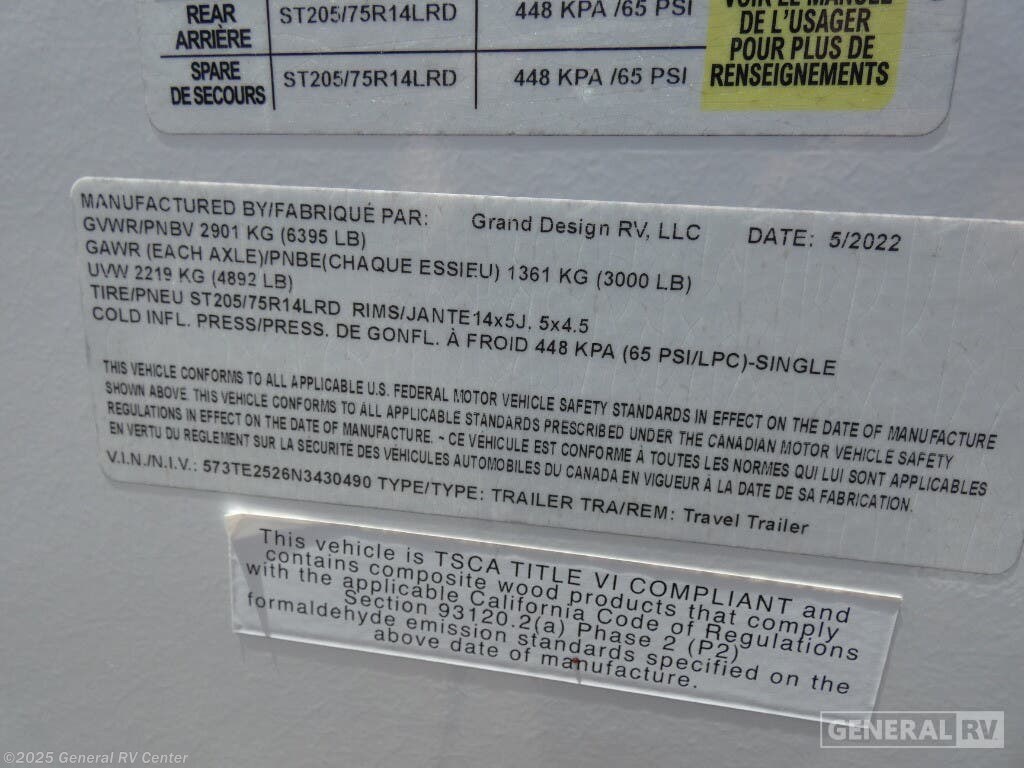 REAR ST205/75R14LRD 448 KPA /65 PSI VOIR LE MANUEL
ARRIÈRE DE L'USAGER
POUR PLUS DE
SPARE ST205/75R14LRD 448 KPA /65 PSI RENSEIGNEMENTS
DE SECOURS
MANUFACTURED BY/FABRIQUÉ PAR: Grand Design RV, LLC DATE: 5/2022
GVWR/PNBV 2901 KG (6395 LB)
GAWR (EACH AXLE)/PNBE(CHAQUE ESSIEU) 1361 KG (3000 LB)
UVW 2219 KG (4892 LB)
TIRE/PNEU ST205/75R14LRD RIMS/JANTE14x5J, 5x4.5
COLD INFL. PRESS/PRESS. DE GONFL. À FROID 448 KPA (65 PSI/LPC)-SINGLE
THIS VEHICLE CONFORMS TO ALL APPLICABLE U.S. FEDERAL MOTOR VEHICLE SAFETY STANDARDS IN EFFECT ON THE DATE OF MANUFACTURE
SHOWN ABOVE. THIS VEHICLE CONFORMS TO ALL APPLICABLE STANDARDS PRESCRIBED UNDER THE CANADIAN MOTOR VEHICLE SAFETY
REGULATIONS IN EFFECT ON THE DATE OF MANUFACTURE. - CE VÉHICULE EST CONFORME À TOUTES LES NORMES QUI LUI SONT APPLICABLES
EN VERTU DU REGLEMENT SUR LA SECURITÉ DES VÉHICULES AUTOMOBILES DU CANADA EN VIGUEUR À LA DATE DE SA FABRICATION.
V.I.N./N.I.V.: 573TE2526N3430490 TYPE/TYPE: TRAILER TRA/REM: Travel Trailer
This vehicle is TSCA TITLE VI COMPLIANT and
contains composite wood products that comply
with the applicable California Code of Regulations
Section 93120.2(a) Phase 2 (P2)
formaldehyde emission standards specified on the
above date of manufacture.
GENERAL RV
©2025 General RV Center